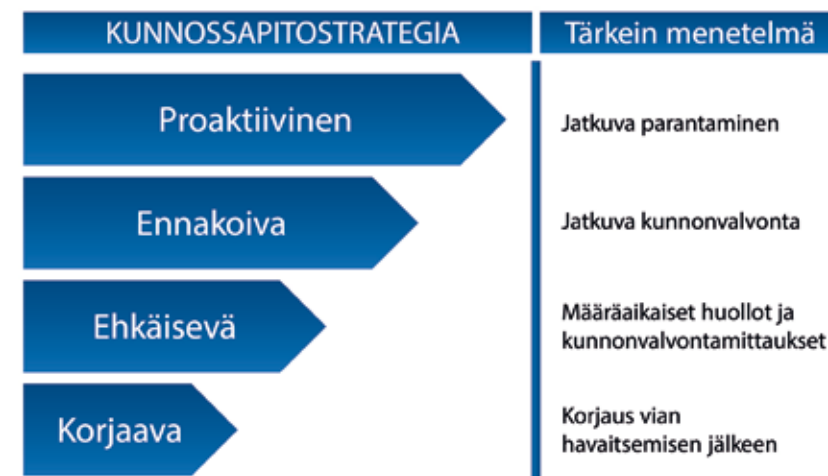 KUNNOSSAPITOSTRATEGIA
Tärkein menetelmä
Proaktiivinen
Jatkuva parantaminen
Ennakoiva
Jatkuva kunnonvalvonta
Ehkäisevä
Määräaikaiset huollot ja
kunnonvalvontamittaukset
Korjaava
Korjaus vian
havaitsemisen jälkeen